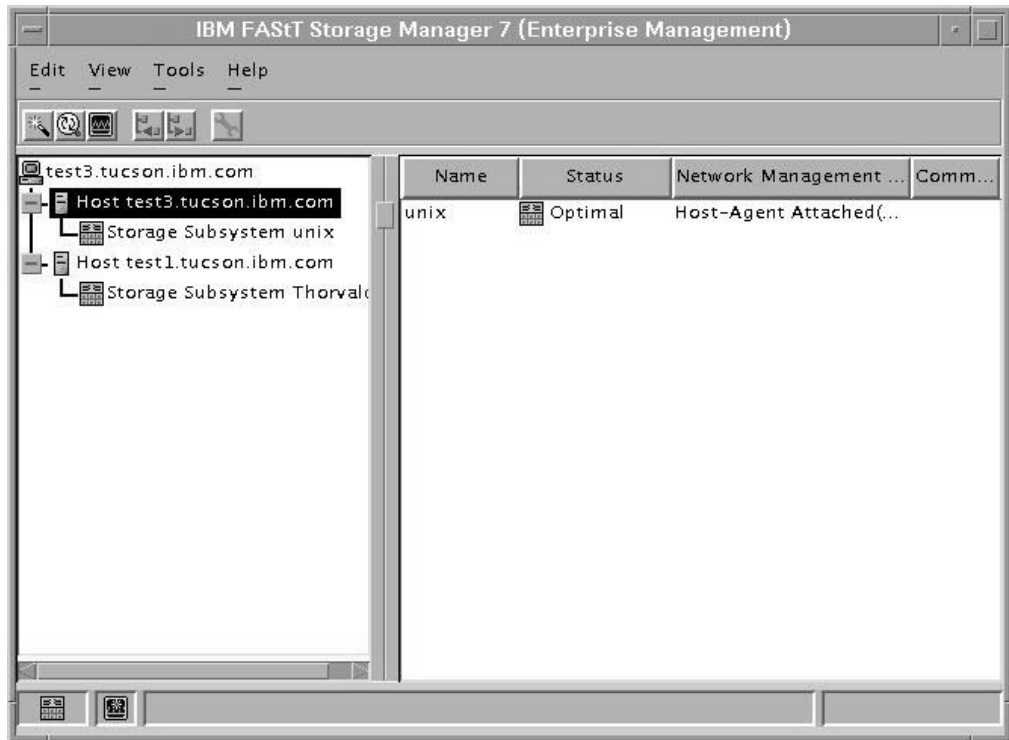 IBM FAStT Storage Manager 7 (Enterprise Management)
Edit View Tools Help
test3.tucson.ibm.com
Host test3.tucson.ibm.com
Storage Subsystem unix
Host test1.tucson.ibm.com
Storage Subsystem Thorvald
Name Status Network Management ... Comm...
unix Optimal Host-Agent Attached(...